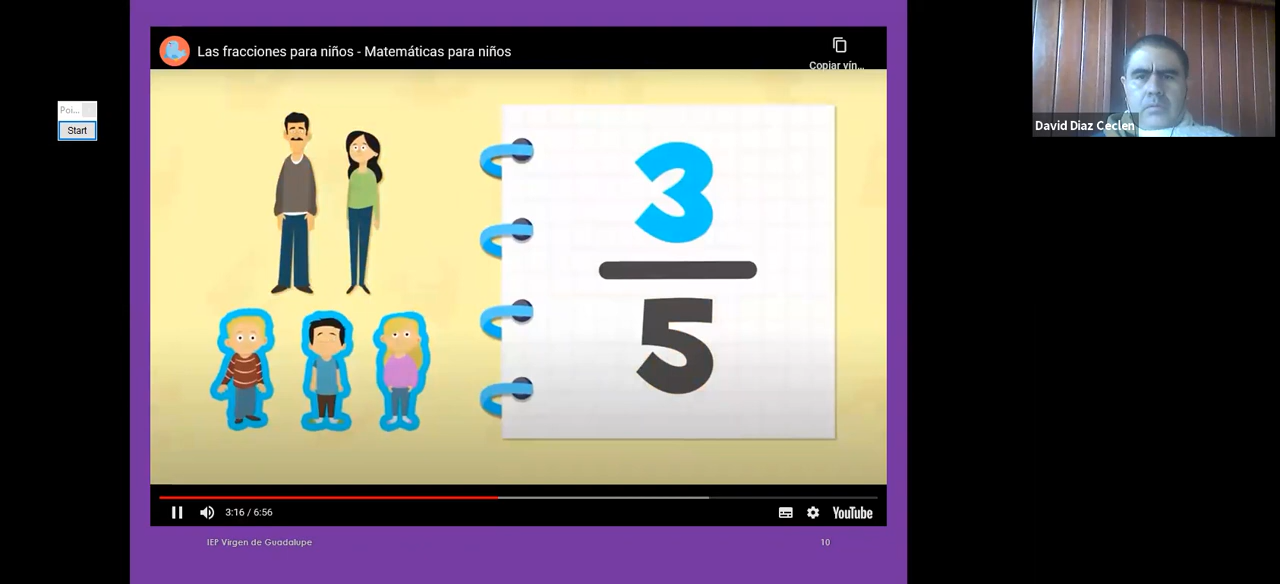 Las fracciones para niños - Matemáticas para niños
Copiar vín...
Poi...
Start
David Diaz Ceclen
3
5
3:16 / 6:56
YouTube
IEP Virgen de Guadalupe
10